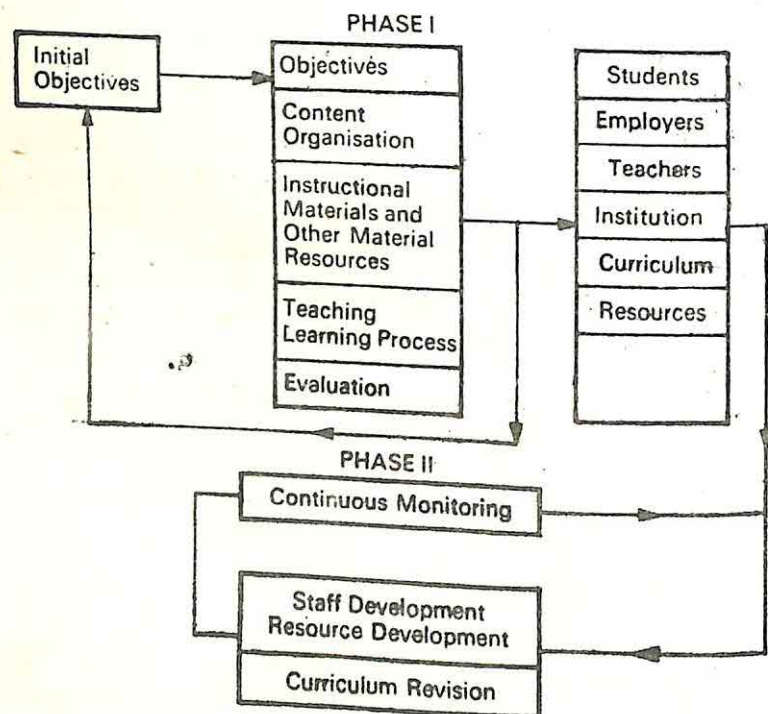 PHASE I
Initial
Objectives
Objectives
Content
Organisation
Instructional
Materials and
Other Material
Resources
Teaching
Learning Process
Evaluation
Students
Employers
Teachers
Institution
Curriculum
Resources
PHASE II
Continuous Monitoring
Staff Development
Resource Development
Curriculum Revision